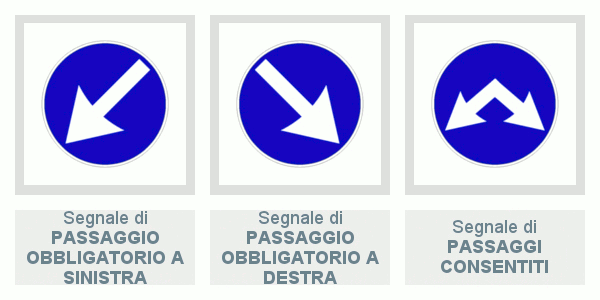 Segnale di
PASSAGGIO
OBBLIGATORIO A
SINISTRA
Segnale di
PASSAGGIO
OBBLIGATORIO A
DESTRA
Segnale di
PASSAGGI
CONSENTITI